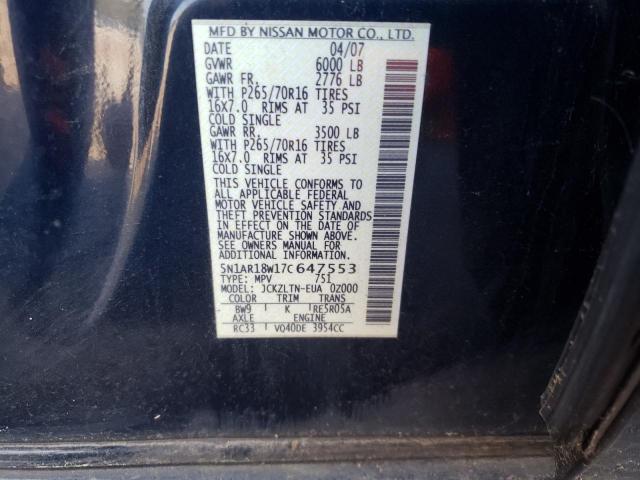 MFD BY NISSAN MOTOR CO., LTD.
DATE 04/07
GVWR 6000 LB
GAWR FR. 2776 LB
WITH P265/70R16 TIRES
16X7.0 RIMS AT 35 PSI
COLD SINGLE
GAWR RR. 3500 LB
WITH P265/70R16 TIRES
16X7.0 RIMS AT 35 PSI
COLD SINGLE
THIS VEHICLE CONFORMS TO
ALL APPLICABLE FEDERAL
MOTOR VEHICLE SAFETY AND
THEFT PREVENTION STANDARDS
IN EFFECT ON THE DATE OF
MANUFACTURE SHOWN ABOVE.
SEE OWNERS MANUAL FOR
ADDITIONAL INFORMATION
5N1AR18W17C647553
TYPE: MPV 751
MODEL: JCKZLTN-EUA 0Z000
COLOR TRIM TRANS
BW9 K RE5R05A
AXLE ENGINE
RC33 VQ40DE 3954CC